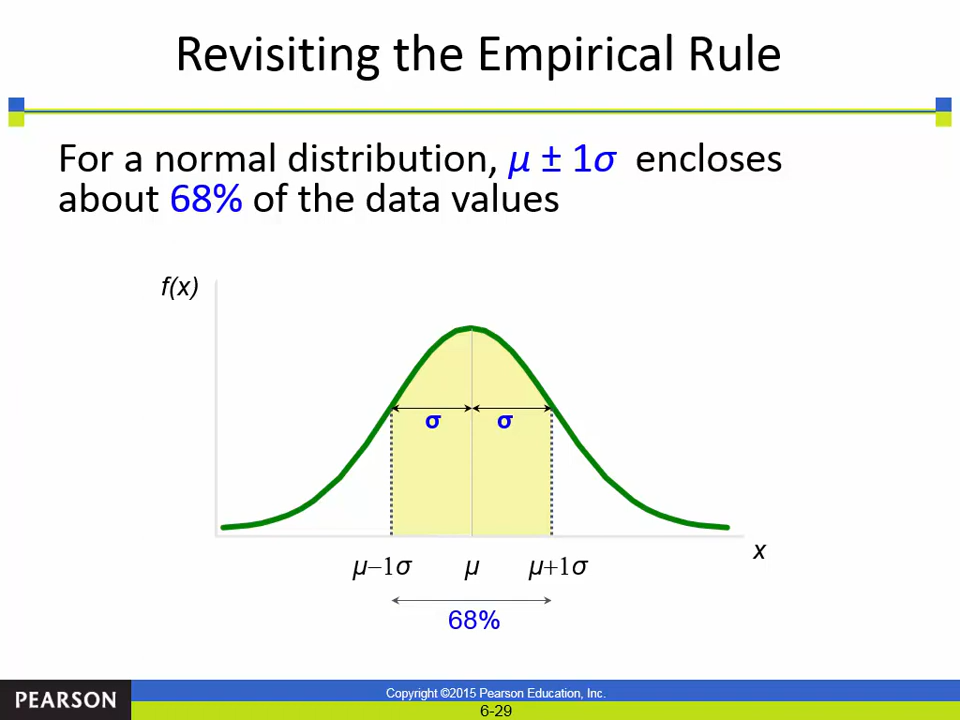 Revisiting the Empirical Rule
For a normal distribution, μ ± 1σ encloses
about 68% of the data values
f(x)
σ σ
x
μ−1σ μ μ+1σ
68%
PEARSON
Copyright ©2015 Pearson Education, Inc.
6-29